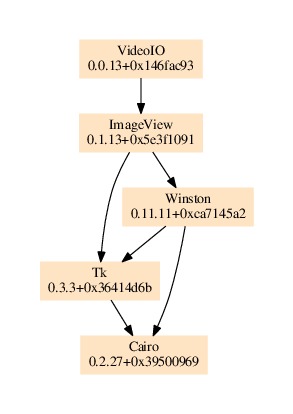 VideoIO
0.0.13+0x146fac93
ImageView
0.1.13+0x5e3f1091
Winston
0.11.11+0xca7145a2
Tk
0.3.3+0x36414d6b
Cairo
0.2.27+0x39500969